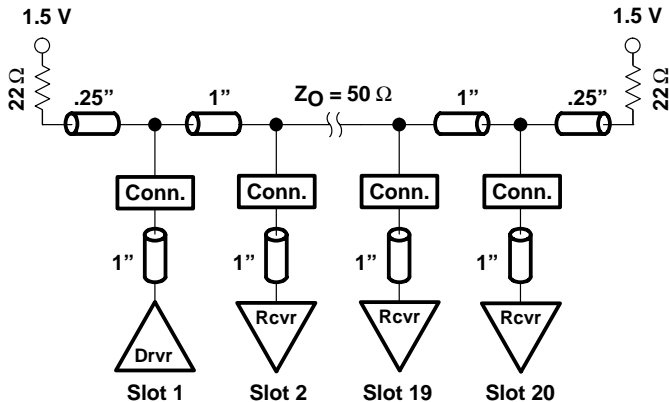 1.5 V 1.5 V
22 Ω 22 Ω
.25” 1” ZO = 50 Ω 1” .25”
Conn. Conn. Conn. Conn.
1” 1” 1” 1”
Drvr Rcvr Rcvr Rcvr
Slot 1 Slot 2 Slot 19 Slot 20